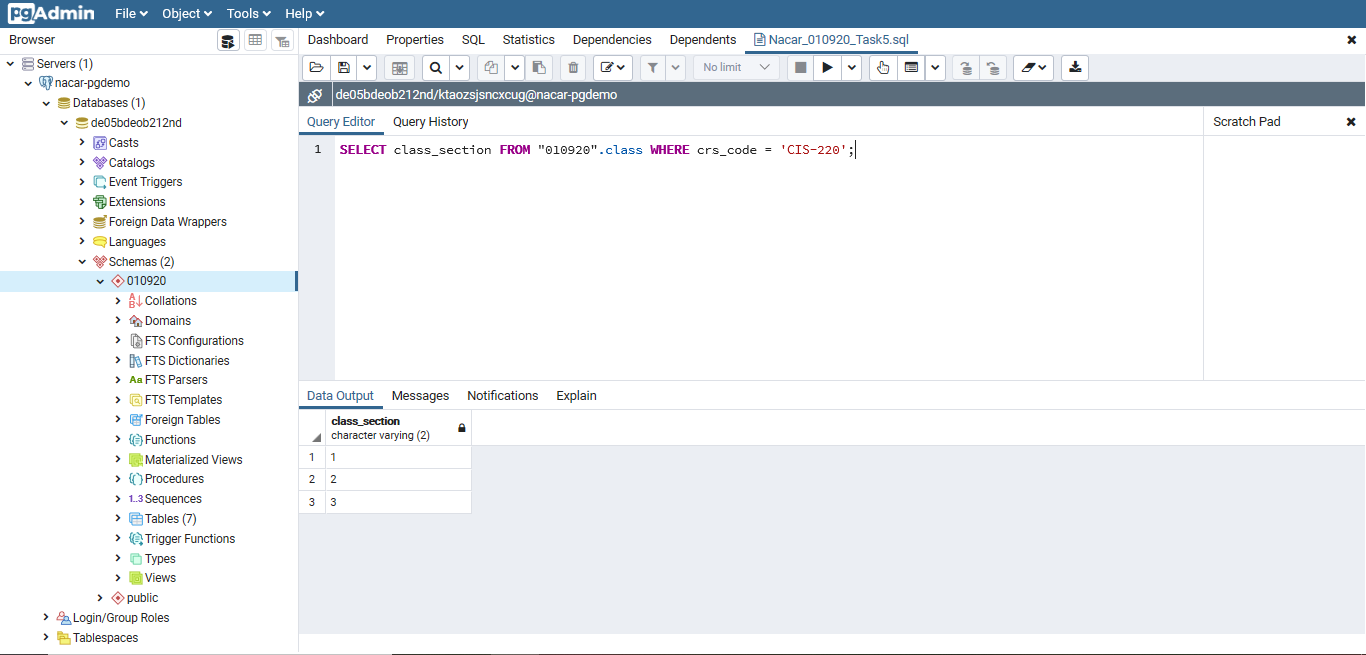 pgAdmin File Object Tools Help
Browser
Dashboard Properties SQL Statistics Dependencies Dependents Nacar_010920_Task5.sql
No limit
de05bdeob212nd/ktaozsjsncxcug@nacar-pgdemo
Query Editor Query History
Scratch Pad
1 SELECT class_section FROM "010920".class WHERE crs_code = 'CIS-220';
Servers (1)
nacar-pgdemo
Databases (1)
de05bdeob212nd
Casts
Catalogs
Event Triggers
Extensions
Foreign Data Wrappers
Languages
Schemas (2)
010920
Collations
Domains
FTS Configurations
FTS Dictionaries
Aa FTS Parsers
FTS Templates
Foreign Tables
Functions
Materialized Views
Procedures
1..3 Sequences
Tables (7)
Trigger Functions
Types
Views
public
Login/Group Roles
Tablespaces
Data Output Messages Notifications Explain
class_section
character varying (2)
1 1
2 2
3 3